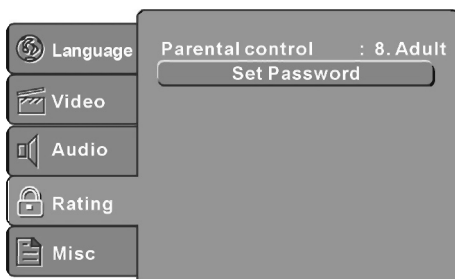 Language
Video
Audio
Rating
Misc
Parental control : 8. Adult
Set Password